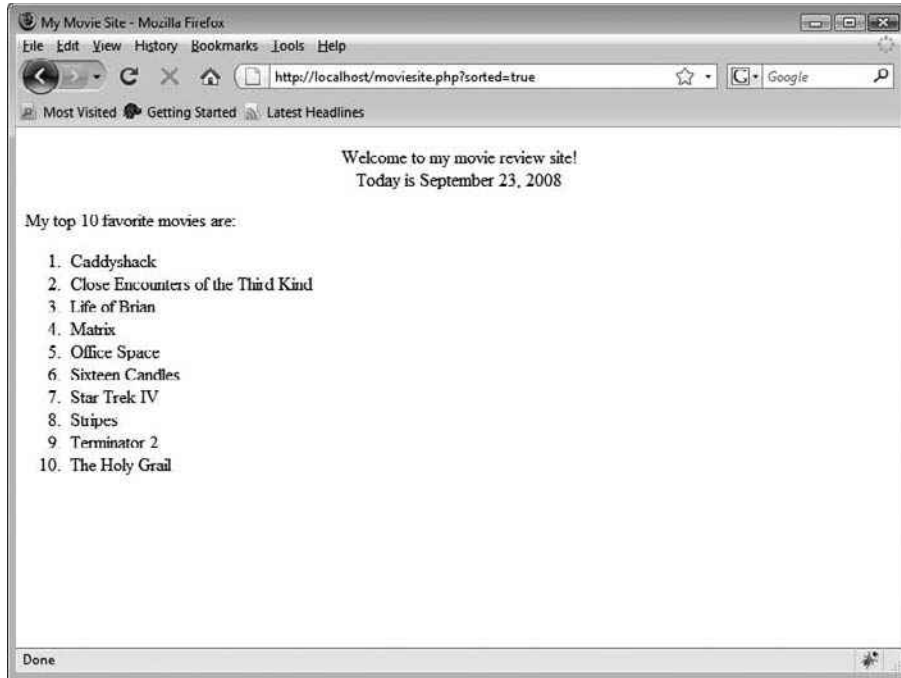 My Movie Site - Mozilla Firefox
File Edit View History Bookmarks Tools Help
http://localhost/moviesite.php?sorted=true
G Google
Most Visited Getting Started Latest Headlines
Welcome to my movie review site!
Today is September 23, 2008
My top 10 favorite movies are:
1. Caddyshack
2. Close Encounters of the Third Kind
3. Life of Brian
4. Matrix
5. Office Space
6. Sixteen Candles
7. Star Trek IV
8. Stripes
9. Terminator 2
10. The Holy Grail
Done